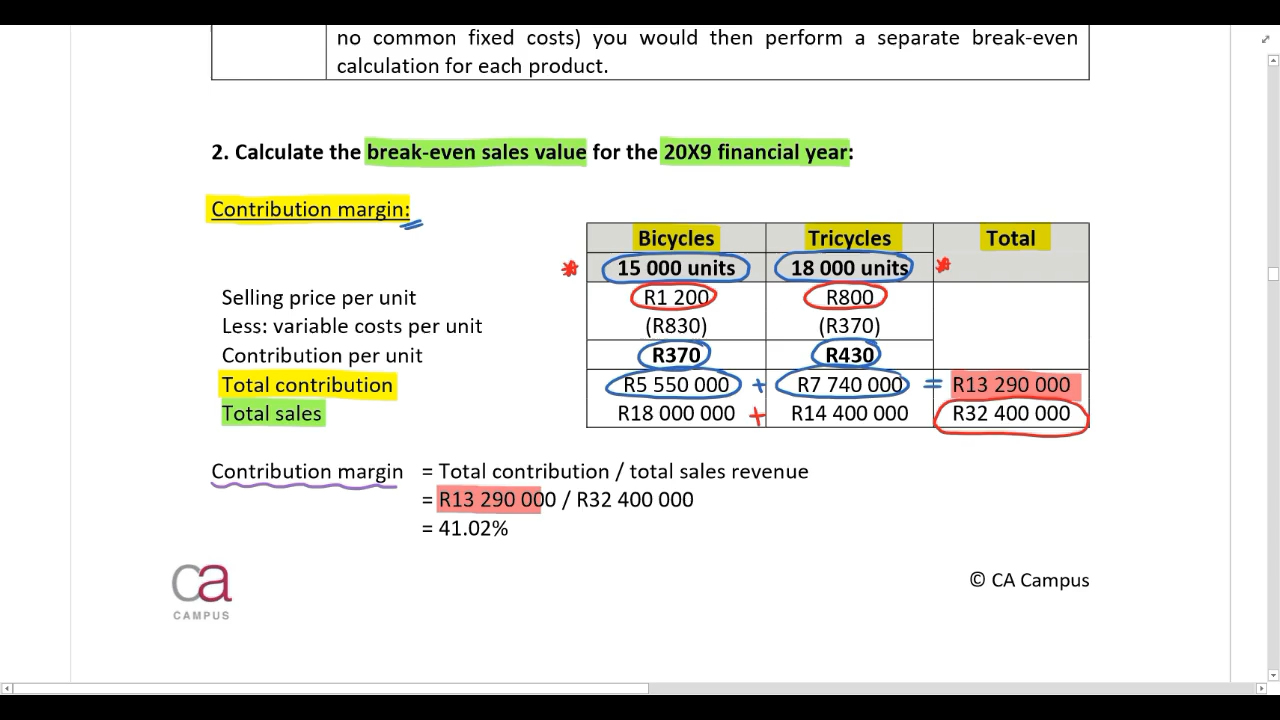 no common fixed costs) you would then perform a separate break-even
calculation for each product.
2. Calculate the break-even sales value for the 20X9 financial year:
Contribution margin:
Bicycles Tricycles Total
* 15 000 units 18 000 units *
Selling price per unit R1 200 R800
Less: variable costs per unit (R830) (R370)
Contribution per unit R370 R430
Total contribution R5 550 000 + R7 740 000 = R13 290 000
Total sales R18 000 000 + R14 400 000 R32 400 000
Contribution margin = Total contribution / total sales revenue
= R13 290 000 / R32 400 000
= 41.02%
ca
CAMPUS
© CA Campus